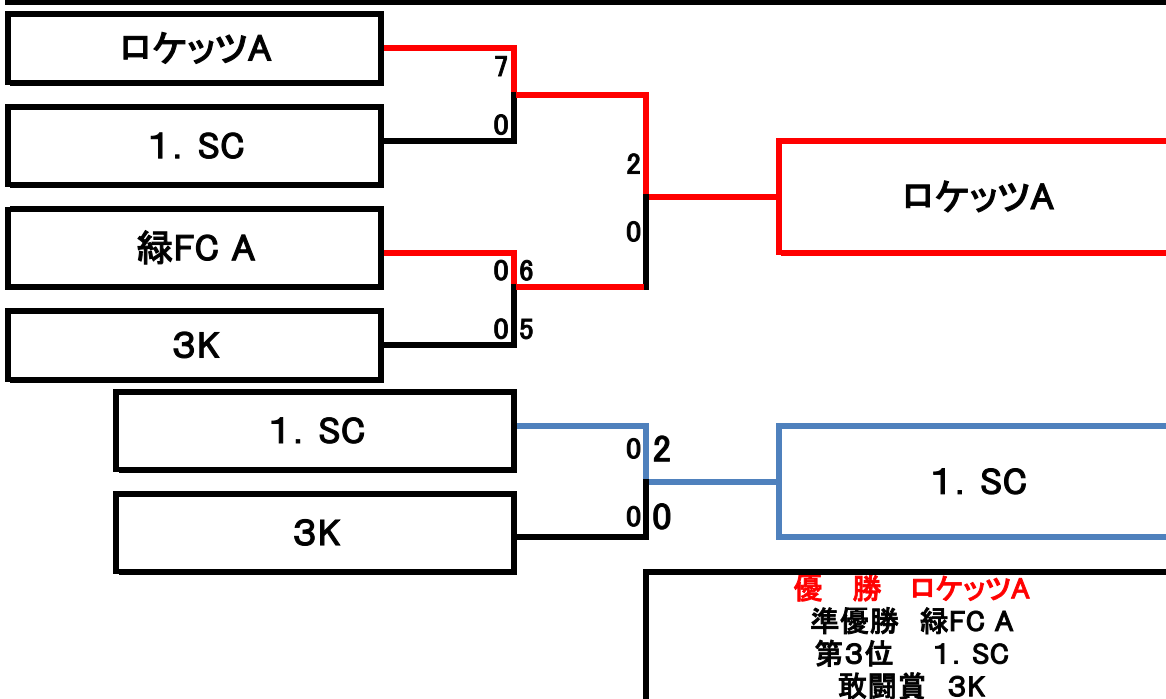 ロケッツA
7
0
1．SC
2
ロケッツA
0
緑FC A
0 6
0 5
3K
1．SC
0 2
1．SC
0 0
3K
優　勝　ロケッツA
準優勝　緑FC A
第3位　 1．SC
敢闘賞　3K